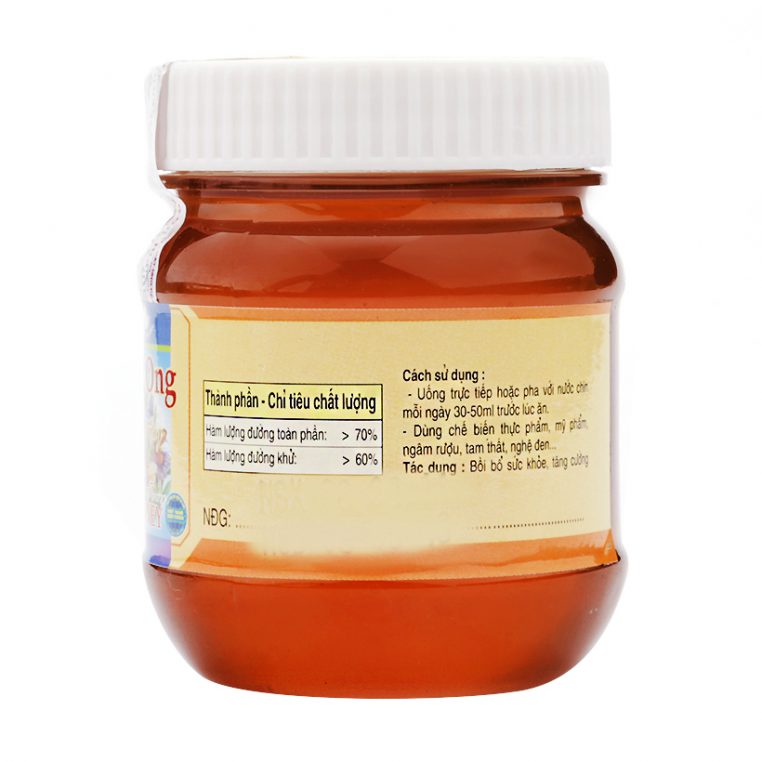 Ong
Thành phần - Chỉ tiêu chất lượng
Hàm lượng đường toàn phần: > 70%
Hàm lượng đường khử: > 60%
NĐG:
Cách sử dụng :
- Uống trực tiếp hoặc pha với nước chín
mỗi ngày 30-50ml trước lúc ăn.
- Dùng chế biến thực phẩm, mỹ phẩm,
ngâm rượu, tam thất, nghệ đen...
Tác dụng : Bồi bổ sức khỏe, tăng cường